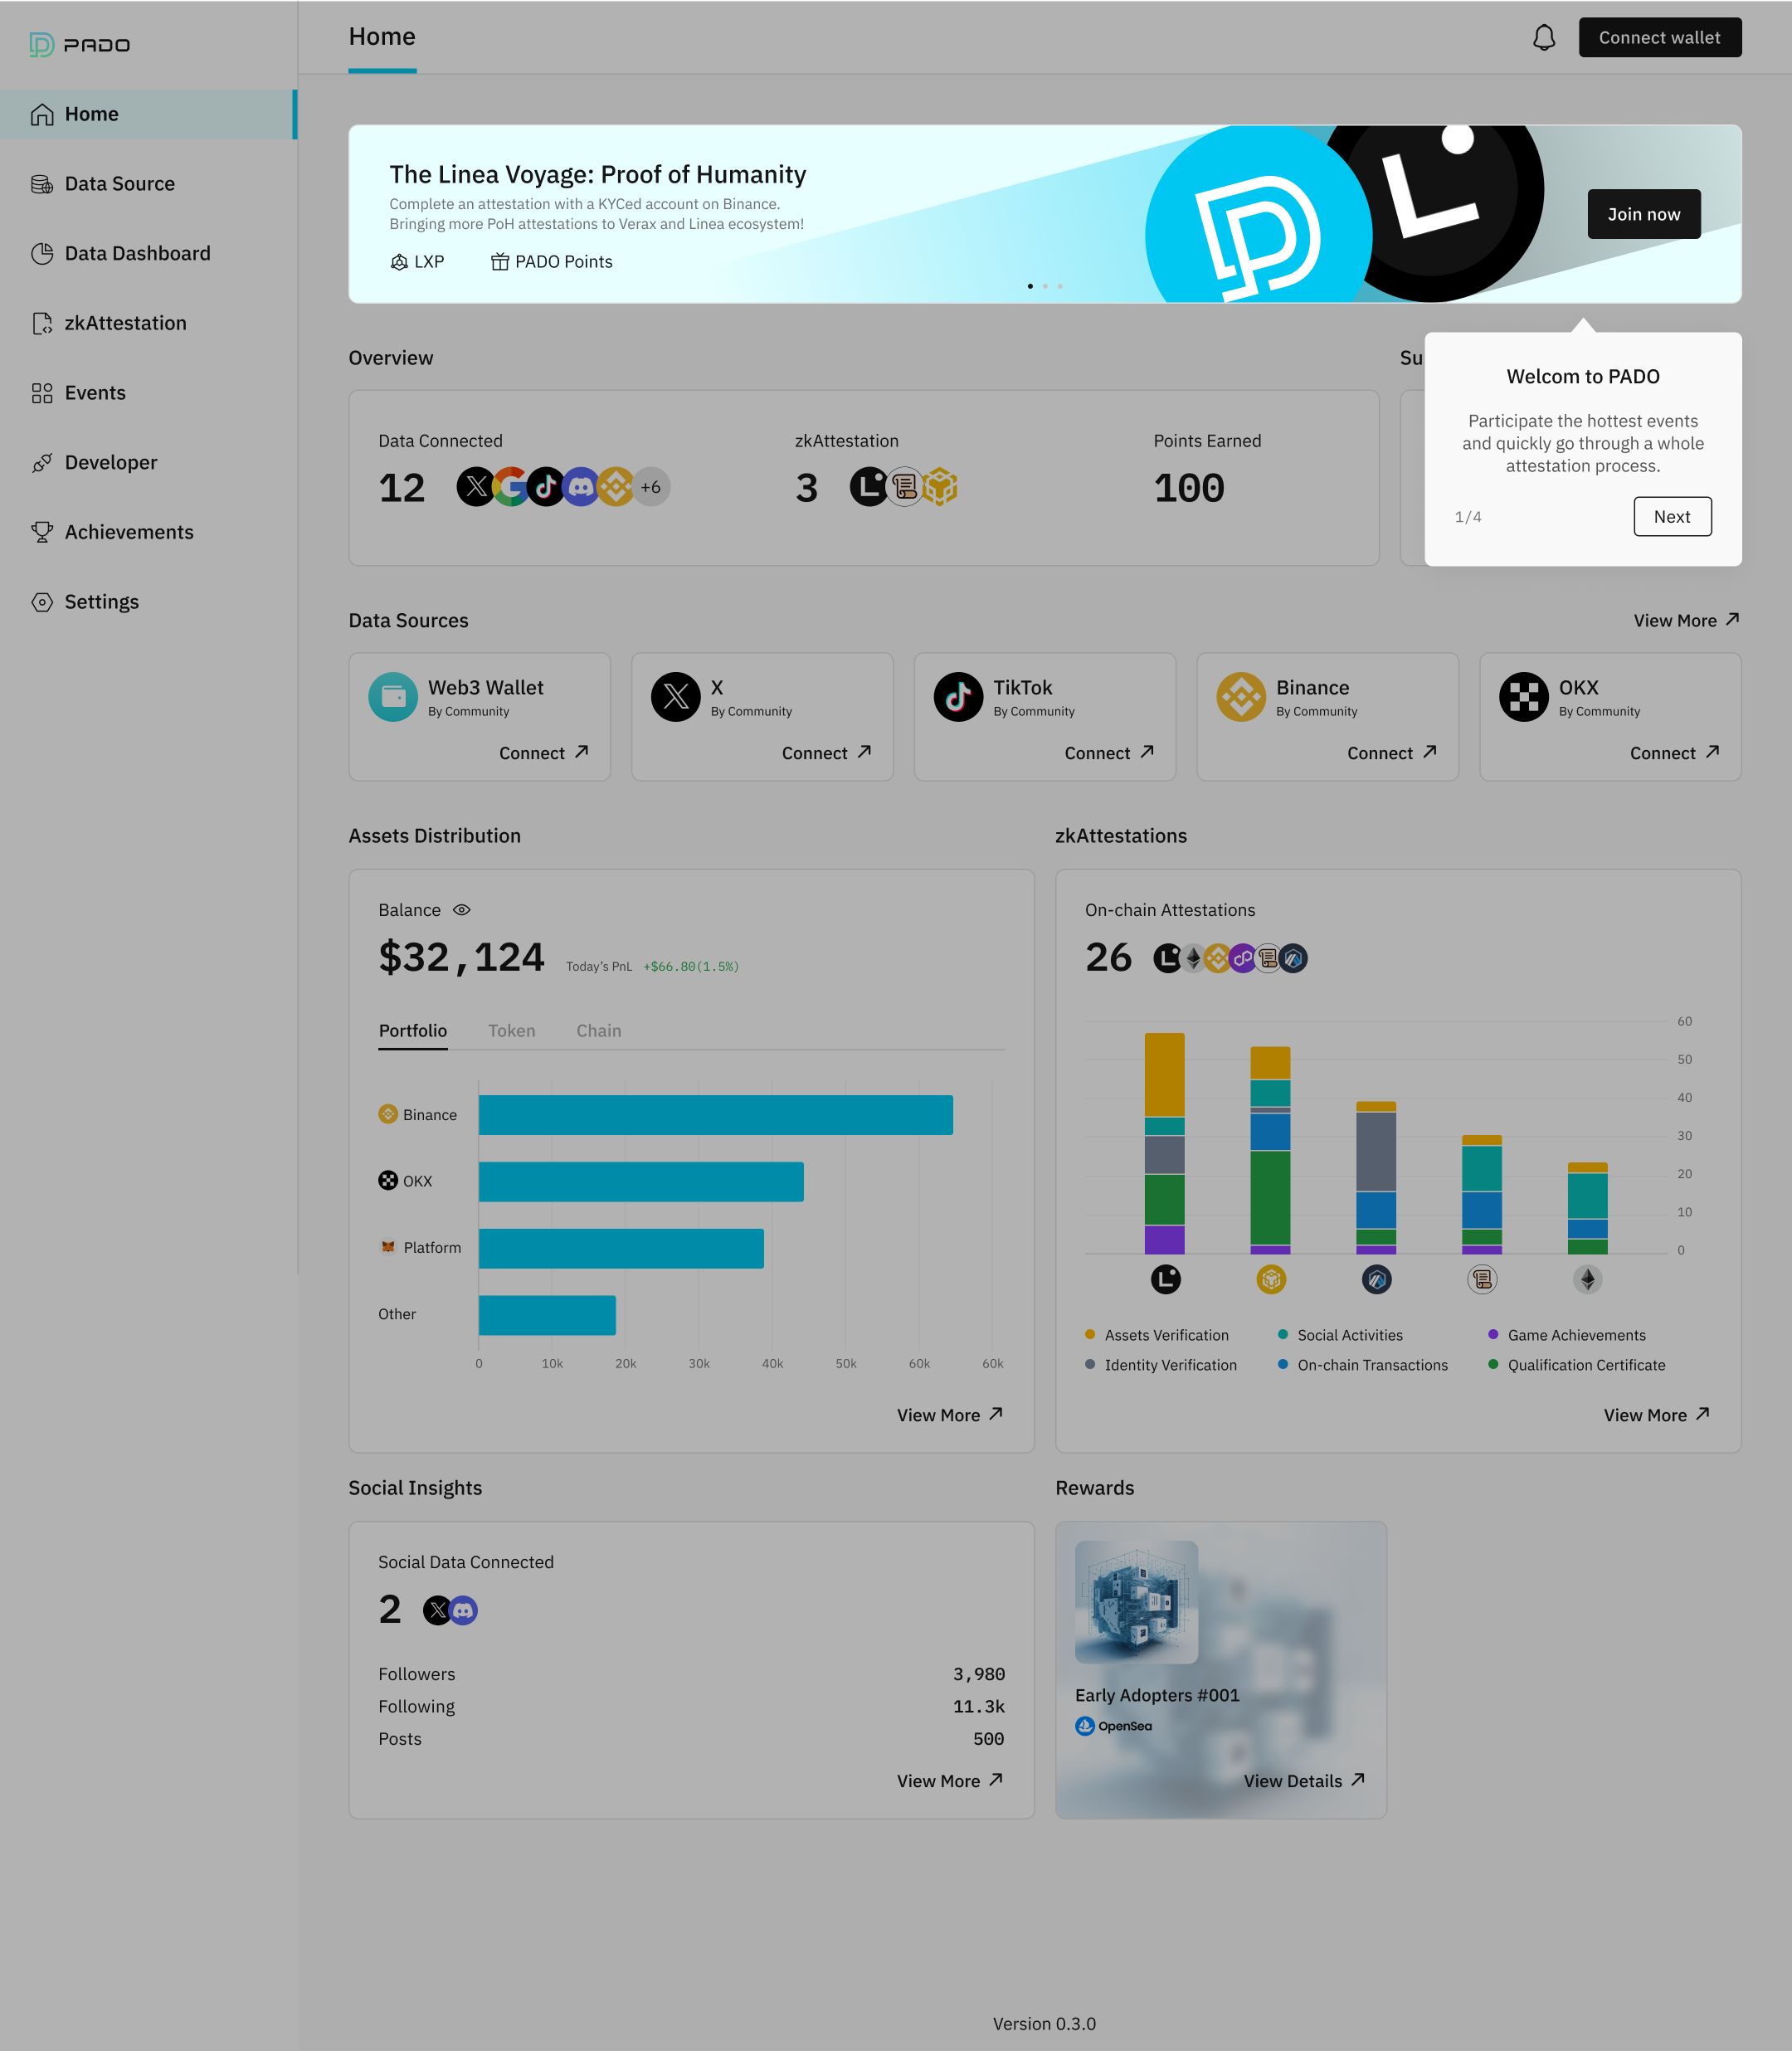 PADO
Home
Data Source
Data Dashboard
zkAttestation
Events
Developer
Achievements
Settings
Home
Connect wallet
The Linea Voyage: Proof of Humanity
Complete an attestation with a KYCed account on Binance.
Bringing more PoH attestations to Verax and Linea ecosystem!
LXP PADO Points
Join now
Overview
Su
Welcom to PADO
Participate the hottest events
and quickly go through a whole
attestation process.
1/4 Next
Data Connected
12 +6
zkAttestation
3
Points Earned
100
Data Sources
View More
Web3 Wallet
By Community
Connect
X
By Community
Connect
TikTok
By Community
Connect
Binance
By Community
Connect
OKX
By Community
Connect
Assets Distribution
Balance
$32,124 Today's PnL +$66.80(1.5%)
Portfolio Token Chain
Binance
OKX
Platform
Other
0 10k 20k 30k 40k 50k 60k 60k
View More
zkAttestations
On-chain Attestations
26
60
50
40
30
20
10
0
Assets Verification Social Activities Game Achievements
Identity Verification On-chain Transactions Qualification Certificate
View More
Social Insights
Social Data Connected
2
Followers 3,980
Following 11.3k
Posts 500
View More
Rewards
Early Adopters #001
OpenSea
View Details
Version 0.3.0